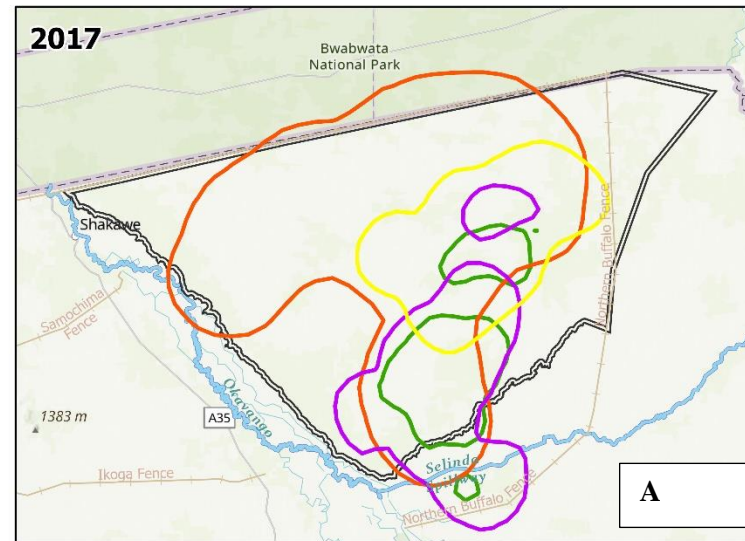 2017
Bwabwata
National Park
Shakawe
Samochima
Fence
Northern Buffalo Fence
Okavango
1383 m
A35
Selinda
Spillway
Ikoga Fence
Northern Buffalo Fence
A